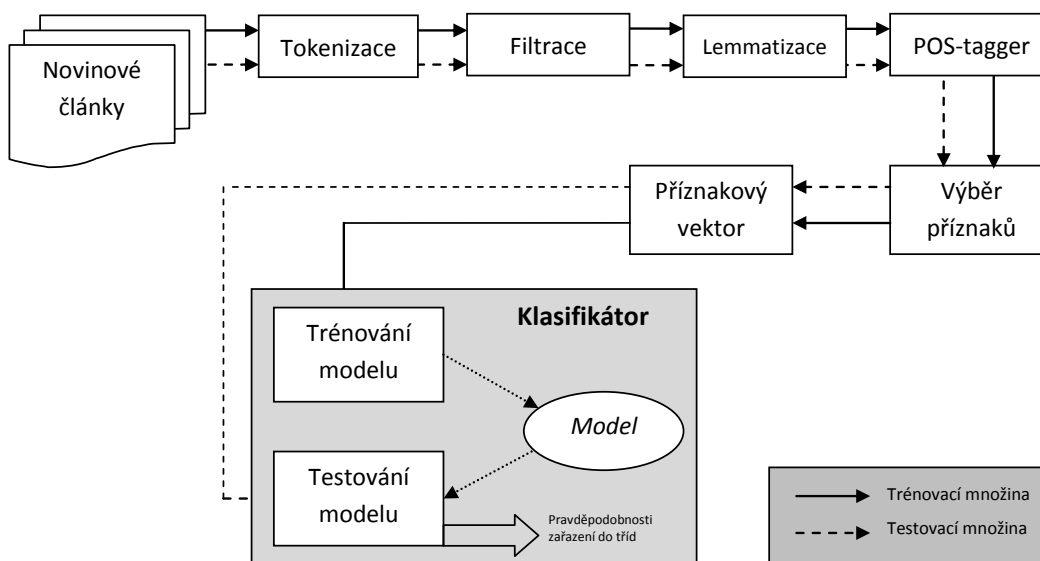 Novinové
články
Tokenizace
Filtrace
Lemmatizace
POS-tagger
Příznakový
vektor
Výběr
příznaků
Klasifikátor
Trénování
modelu
Model
Testování
modelu
Pravděpodobnosti
zařazení do tříd
Trénovací množina
Testovací množina